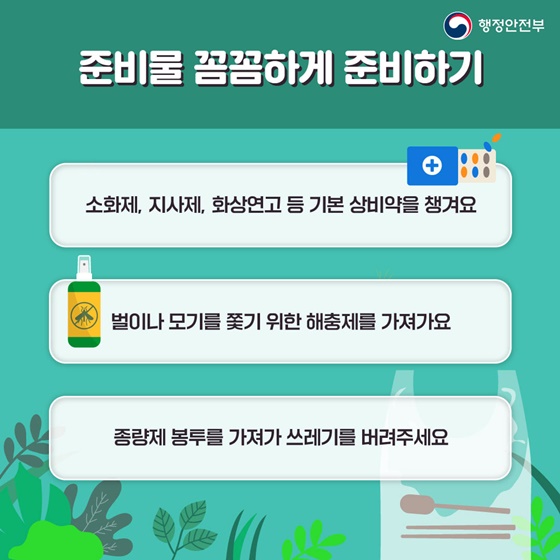 행정안전부
준비물 꼼꼼하게 준비하기
소화제, 지사제, 화상연고 등 기본 상비약을 챙겨요
벌이나 모기를 쫓기 위한 해충제를 가져가요
종량제 봉투를 가져가 쓰레기를 버려주세요